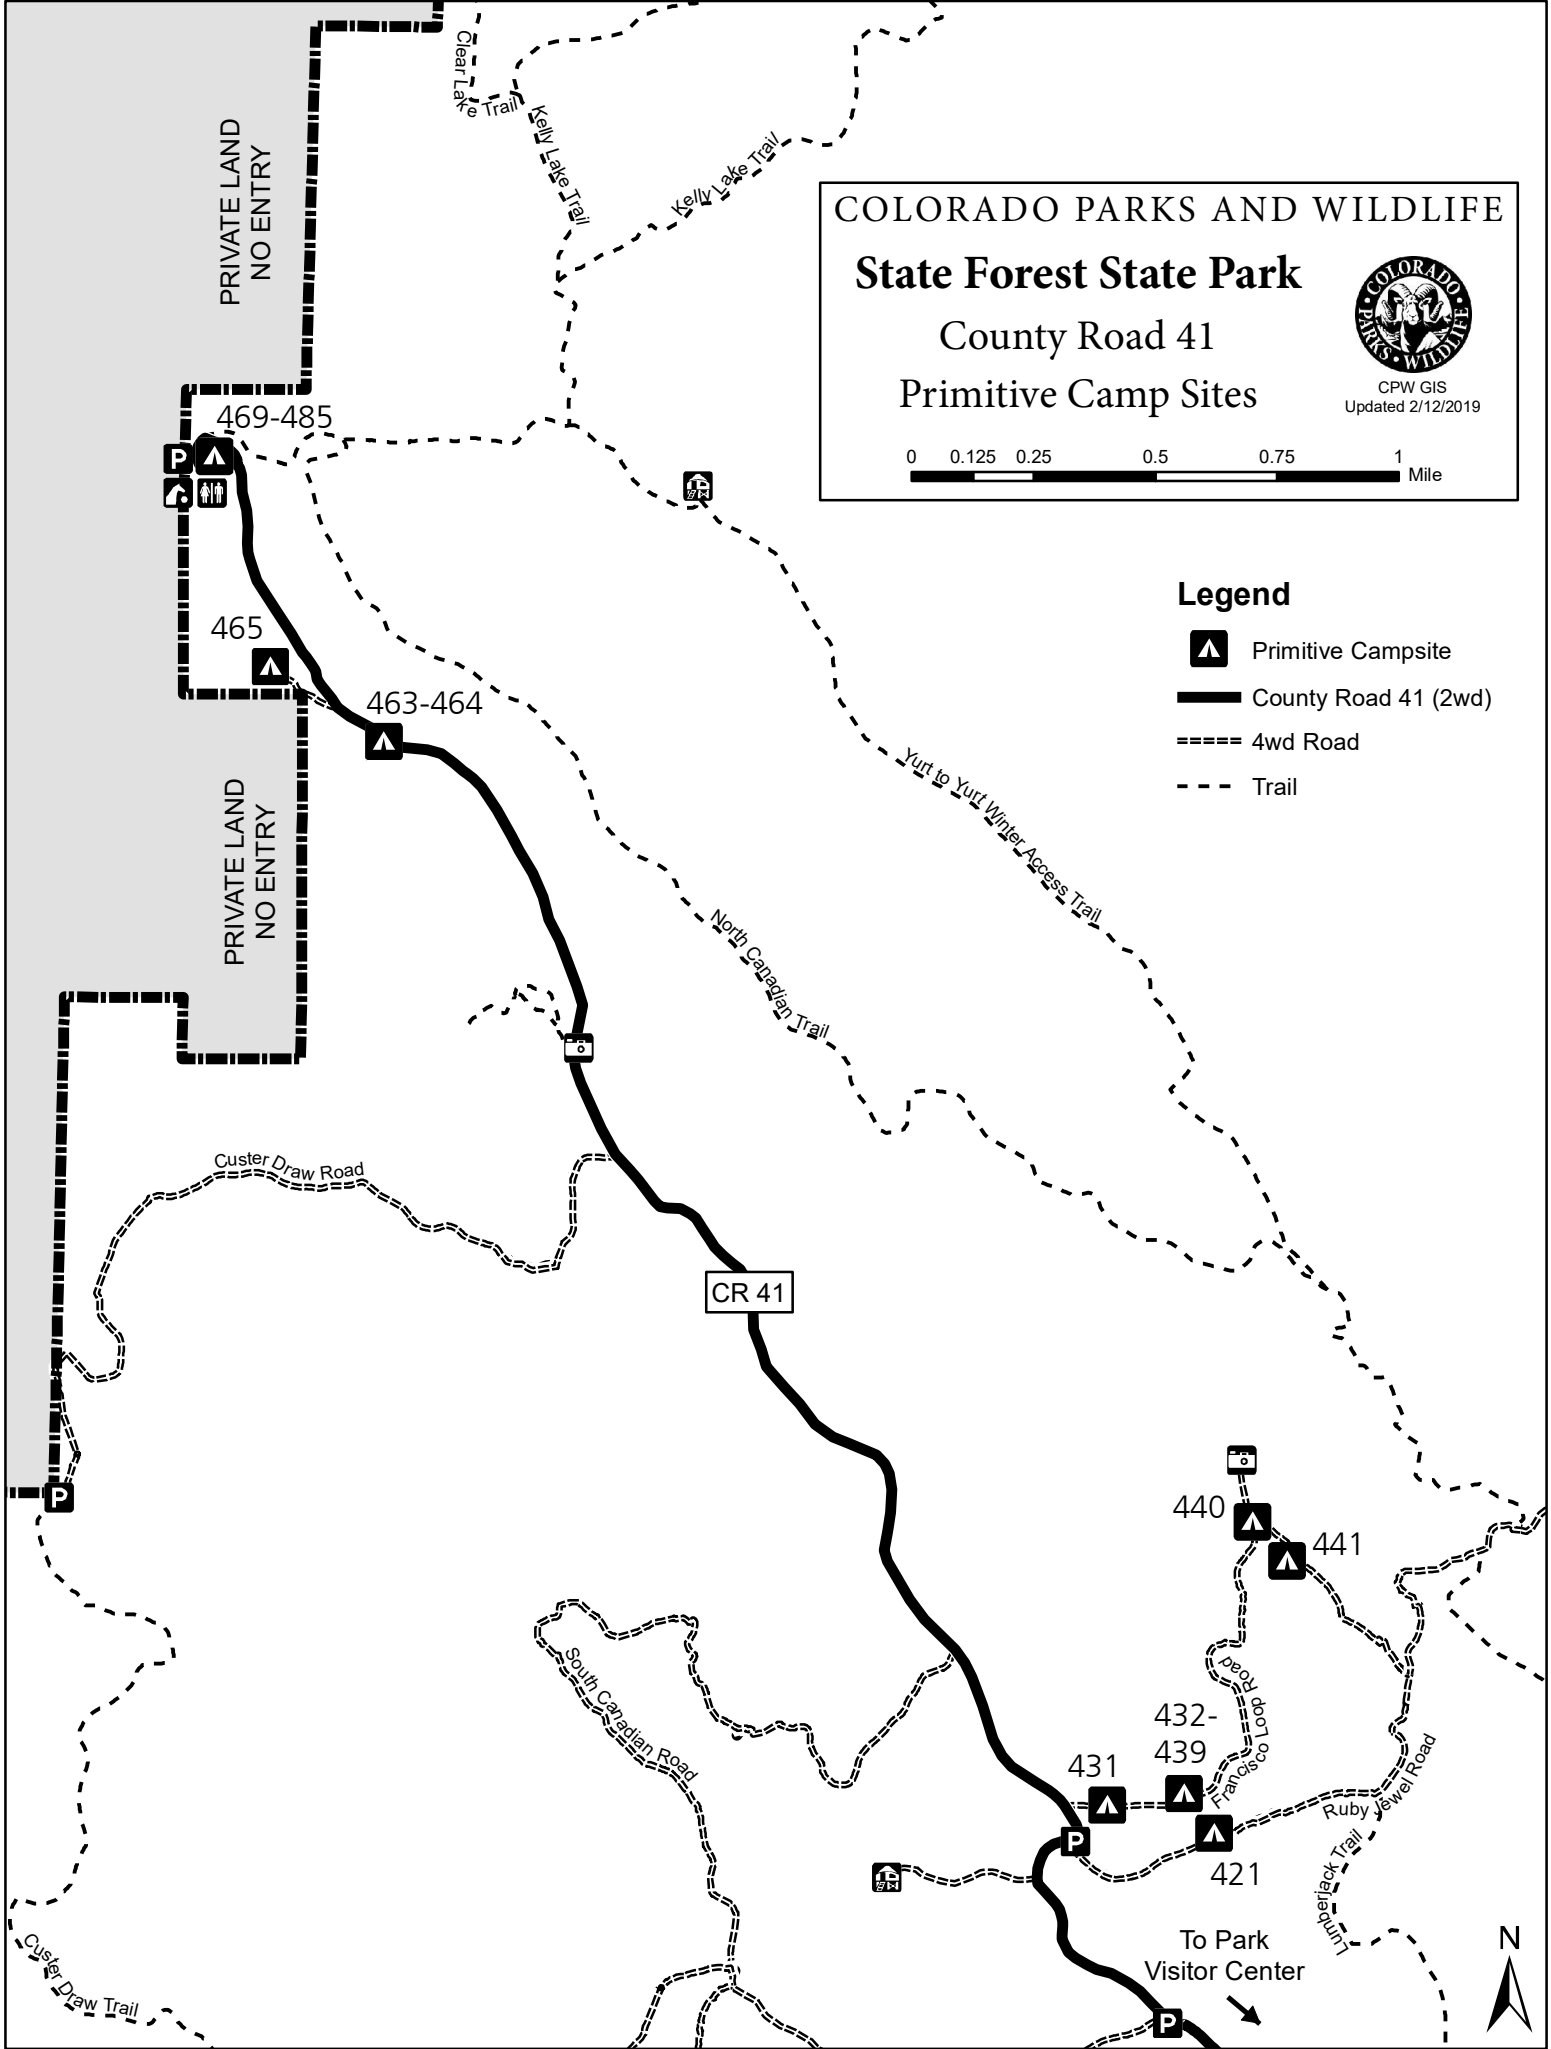 Clear Lake Trail
Kelly Lake Trail
Kelly Lake Trail
PRIVATE LAND
NO ENTRY
COLORADO PARKS AND WILDLIFE
State Forest State Park
County Road 41
Primitive Camp Sites
COLORADO
PARKS • WILDLIFE
CPW GIS
Updated 2/12/2019
0 0.125 0.25 0.5 0.75 1
Mile
469-485
P
465
463-464
Legend
Primitive Campsite
County Road 41 (2wd)
4wd Road
Trail
PRIVATE LAND
NO ENTRY
Yurt to Yurt Winter Access Trail
North Canadian Trail
Custer Draw Road
CR 41
P
440
441
South Canadian Road
Francisco Loop Road
432-
439
431
Ruby Jewel Road
P
421
Lumberjack Trail
Custer Draw Trail
To Park
Visitor Center
P
N